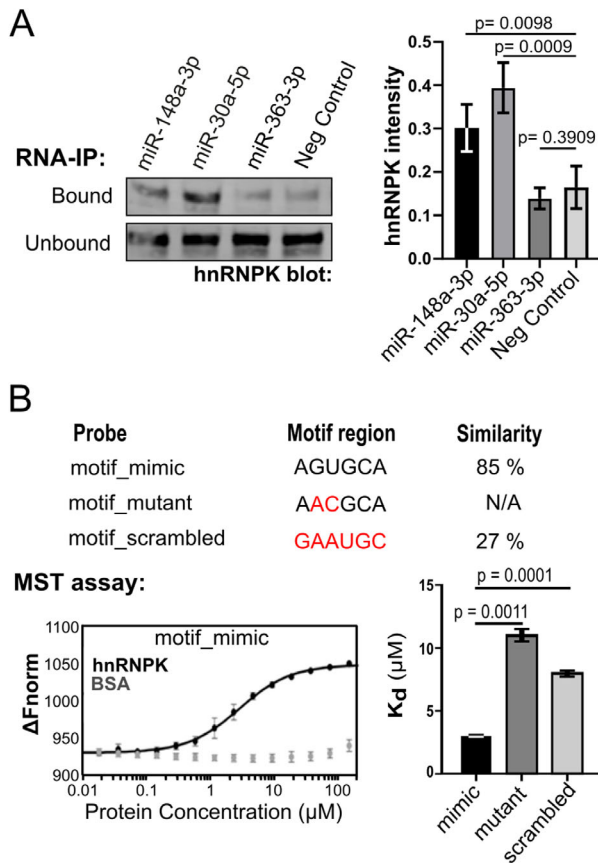 A
RNA-IP:
miR-148a-3p
miR-30a-5p
miR-363-3p
Neg Control
Bound
Unbound
hnRNPK blot:
p= 0.0098
p= 0.0009
p= 0.3909
hnRNPK intensity
0.5
0.4
0.3
0.2
0.1
0.0
miR-148a-3p
miR-30a-5p
miR-363-3p
Neg Control
B
Probe Motif region Similarity
motif_mimic AGUGCA 85 %
motif_mutant AACGCA N/A
motif_scrambled GAAUGC 27 %
MST assay:
motif_mimic
hnRNPK
BSA
ΔFnorm
1100
1050
1000
950
900
0.01 0.1 1 10 100
Protein Concentration (µM)
p = 0.0001
p = 0.0011
Kd (µM)
15
10
5
0
mimic
mutant
scrambled